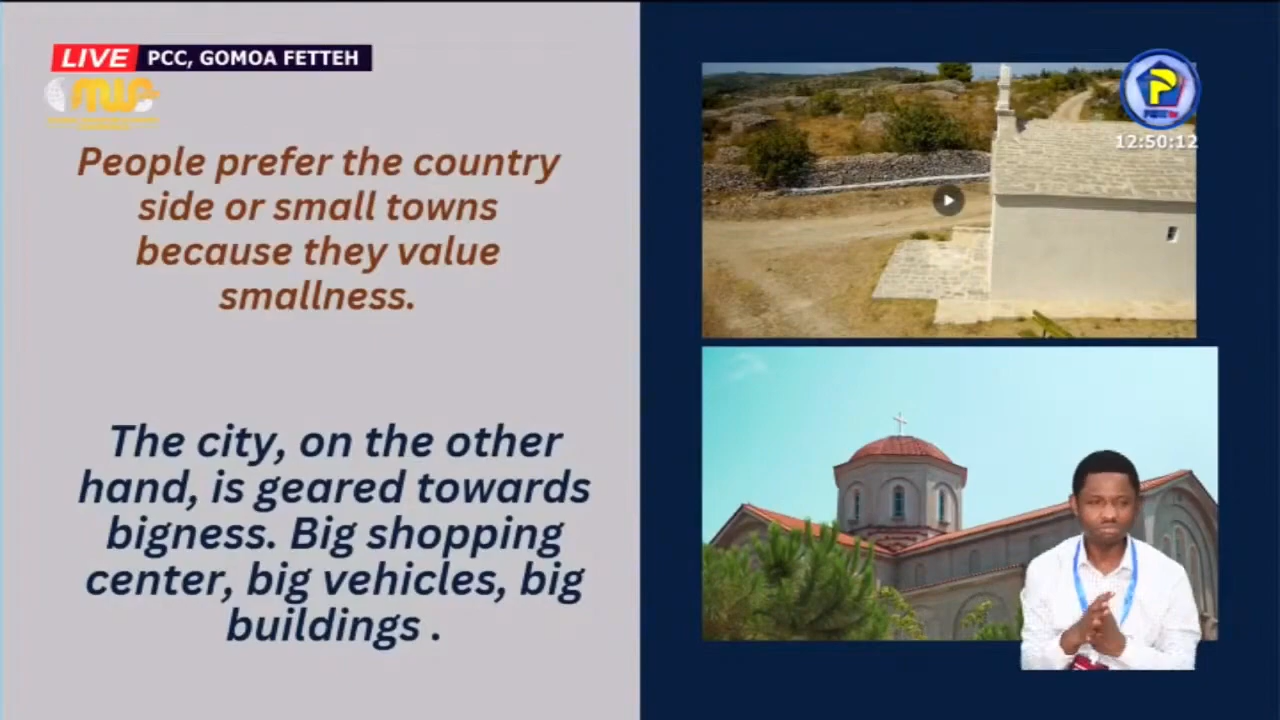 LIVE PCC, GOMOA FETTEH
People prefer the country
side or small towns
because they value
smallness.
The city, on the other
hand, is geared towards
bigness. Big shopping
center, big vehicles, big
buildings .
P
12:50:12